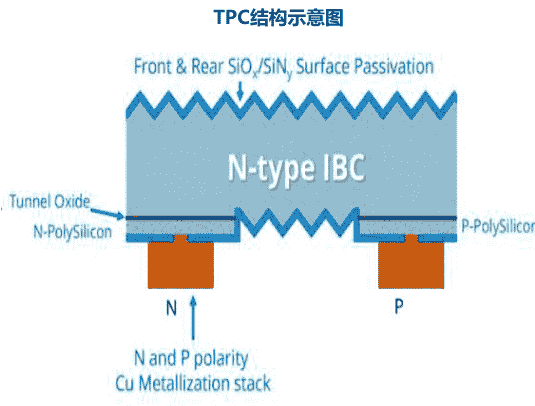 TPC结构示意图
Front & Rear SiOx/SiNy Surface Passivation
N-type IBC
Tunnel Oxide
N-PolySilicon
P-PolySilicon
N
P
N and P polarity
Cu Metallization stack